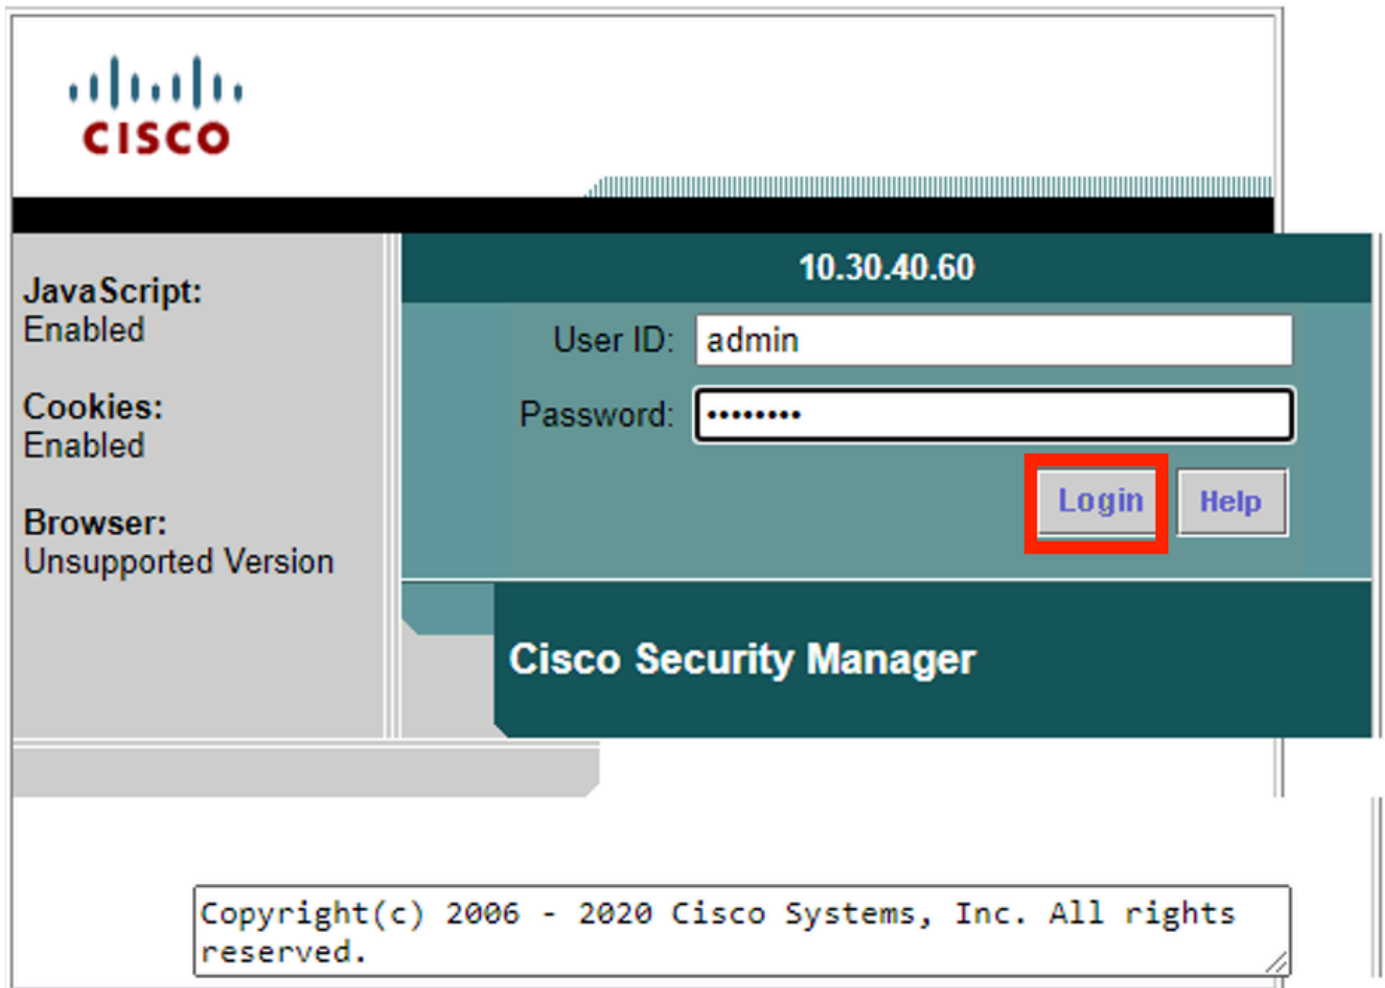 CISCO
10.30.40.60
JavaScript:
Enabled
Cookies:
Enabled
Browser:
Unsupported Version
User ID: admin
Password: ••••••••
Login Help
Cisco Security Manager
Copyright(c) 2006 - 2020 Cisco Systems, Inc. All rights
reserved.